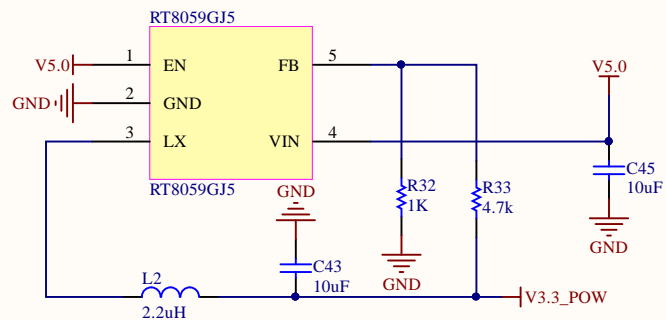 RT8059GJ5
V5.0 1 EN FB 5 V5.0
GND 2 GND
3 LX VIN 4
RT8059GJ5
GND
R32
1K
R33
4.7k
C45
10uF
GND
GND
C43
10uF
L2
2.2uH
V3.3_POW